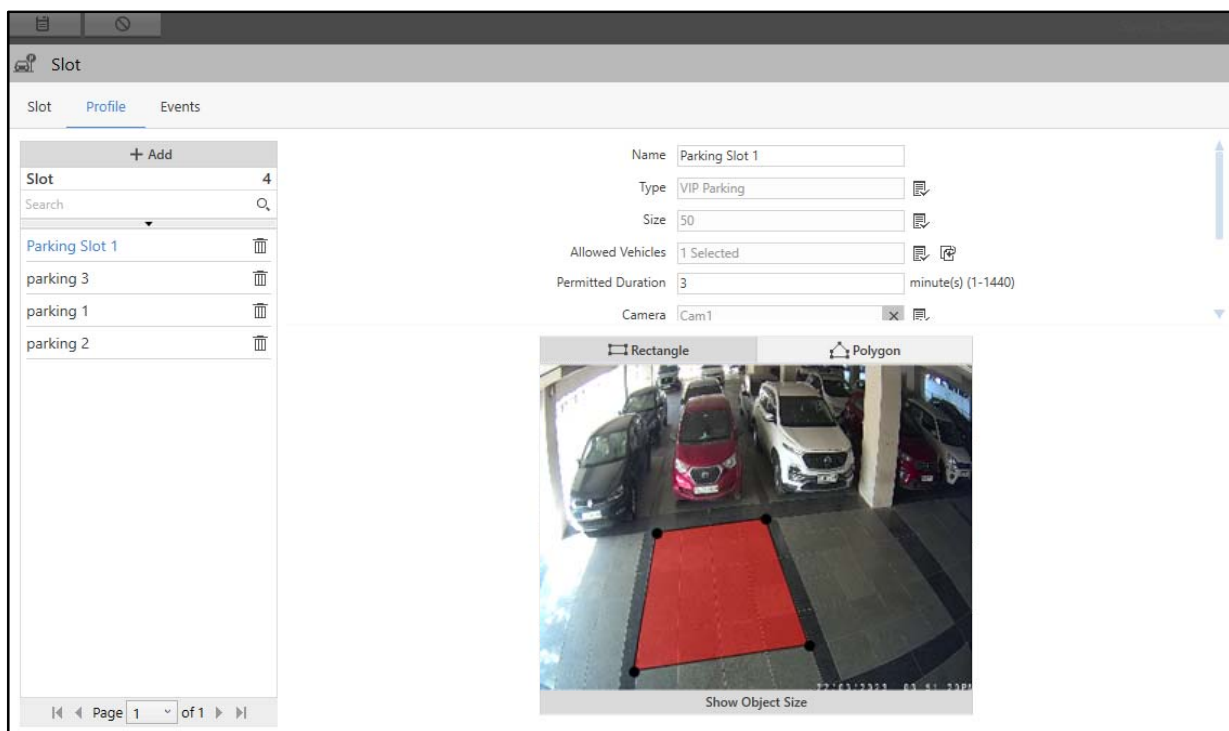 Slot
Slot Profile Events
+ Add
Slot 4
Search
Parking Slot 1
parking 3
parking 1
parking 2
Page 1 of 1
Name Parking Slot 1
Type VIP Parking
Size 50
Allowed Vehicles 1 Selected
Permitted Duration 3 minute(s) (1-1440)
Camera Cam1
Rectangle Polygon
Show Object Size